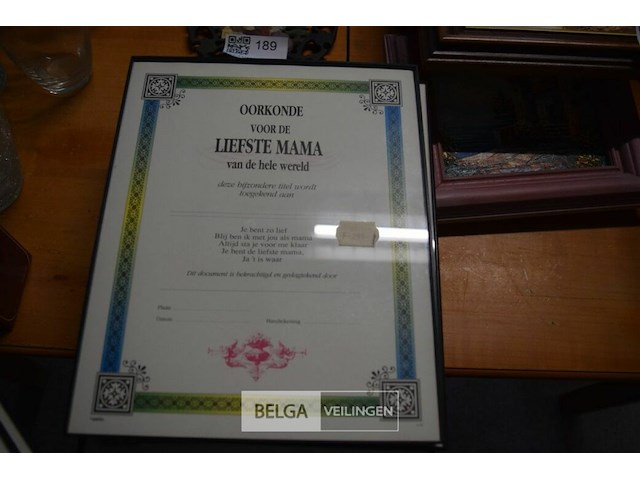 189
OORKONDE
VOOR DE
LIEFSTE MAMA
van de hele wereld
deze bijzondere titel wordt
toegekend aan
Je bent zo lief
Blij ben ik met jou als mama
Altijd sta je voor me klaar
Je bent de liefste mama,
Ja 't is waar
Dit document is bekrachtigd en gedagtekend door
Plaats
Datum Handtekening
BELGA VEILINGEN